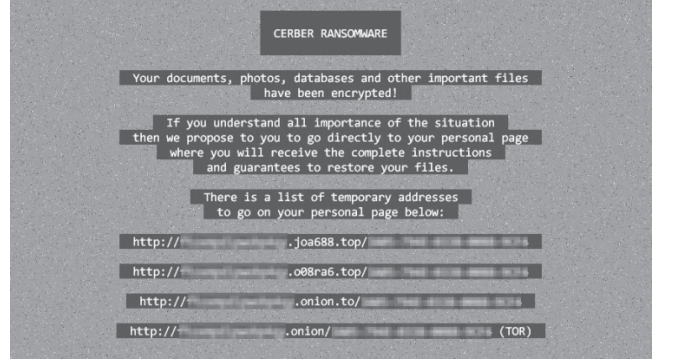 CERBER RANSOMWARE
Your documents, photos, databases and other important files
have been encrypted!
If you understand all importance of the situation
then we propose to you to go directly to your personal page
where you will receive the complete instructions
and guarantees to restore your files.
There is a list of temporary addresses
to go on your personal page below:
http:// .joa688.top/
http:// .o08ra6.top/
http:// .onion.to/
http:// .onion/ (TOR)